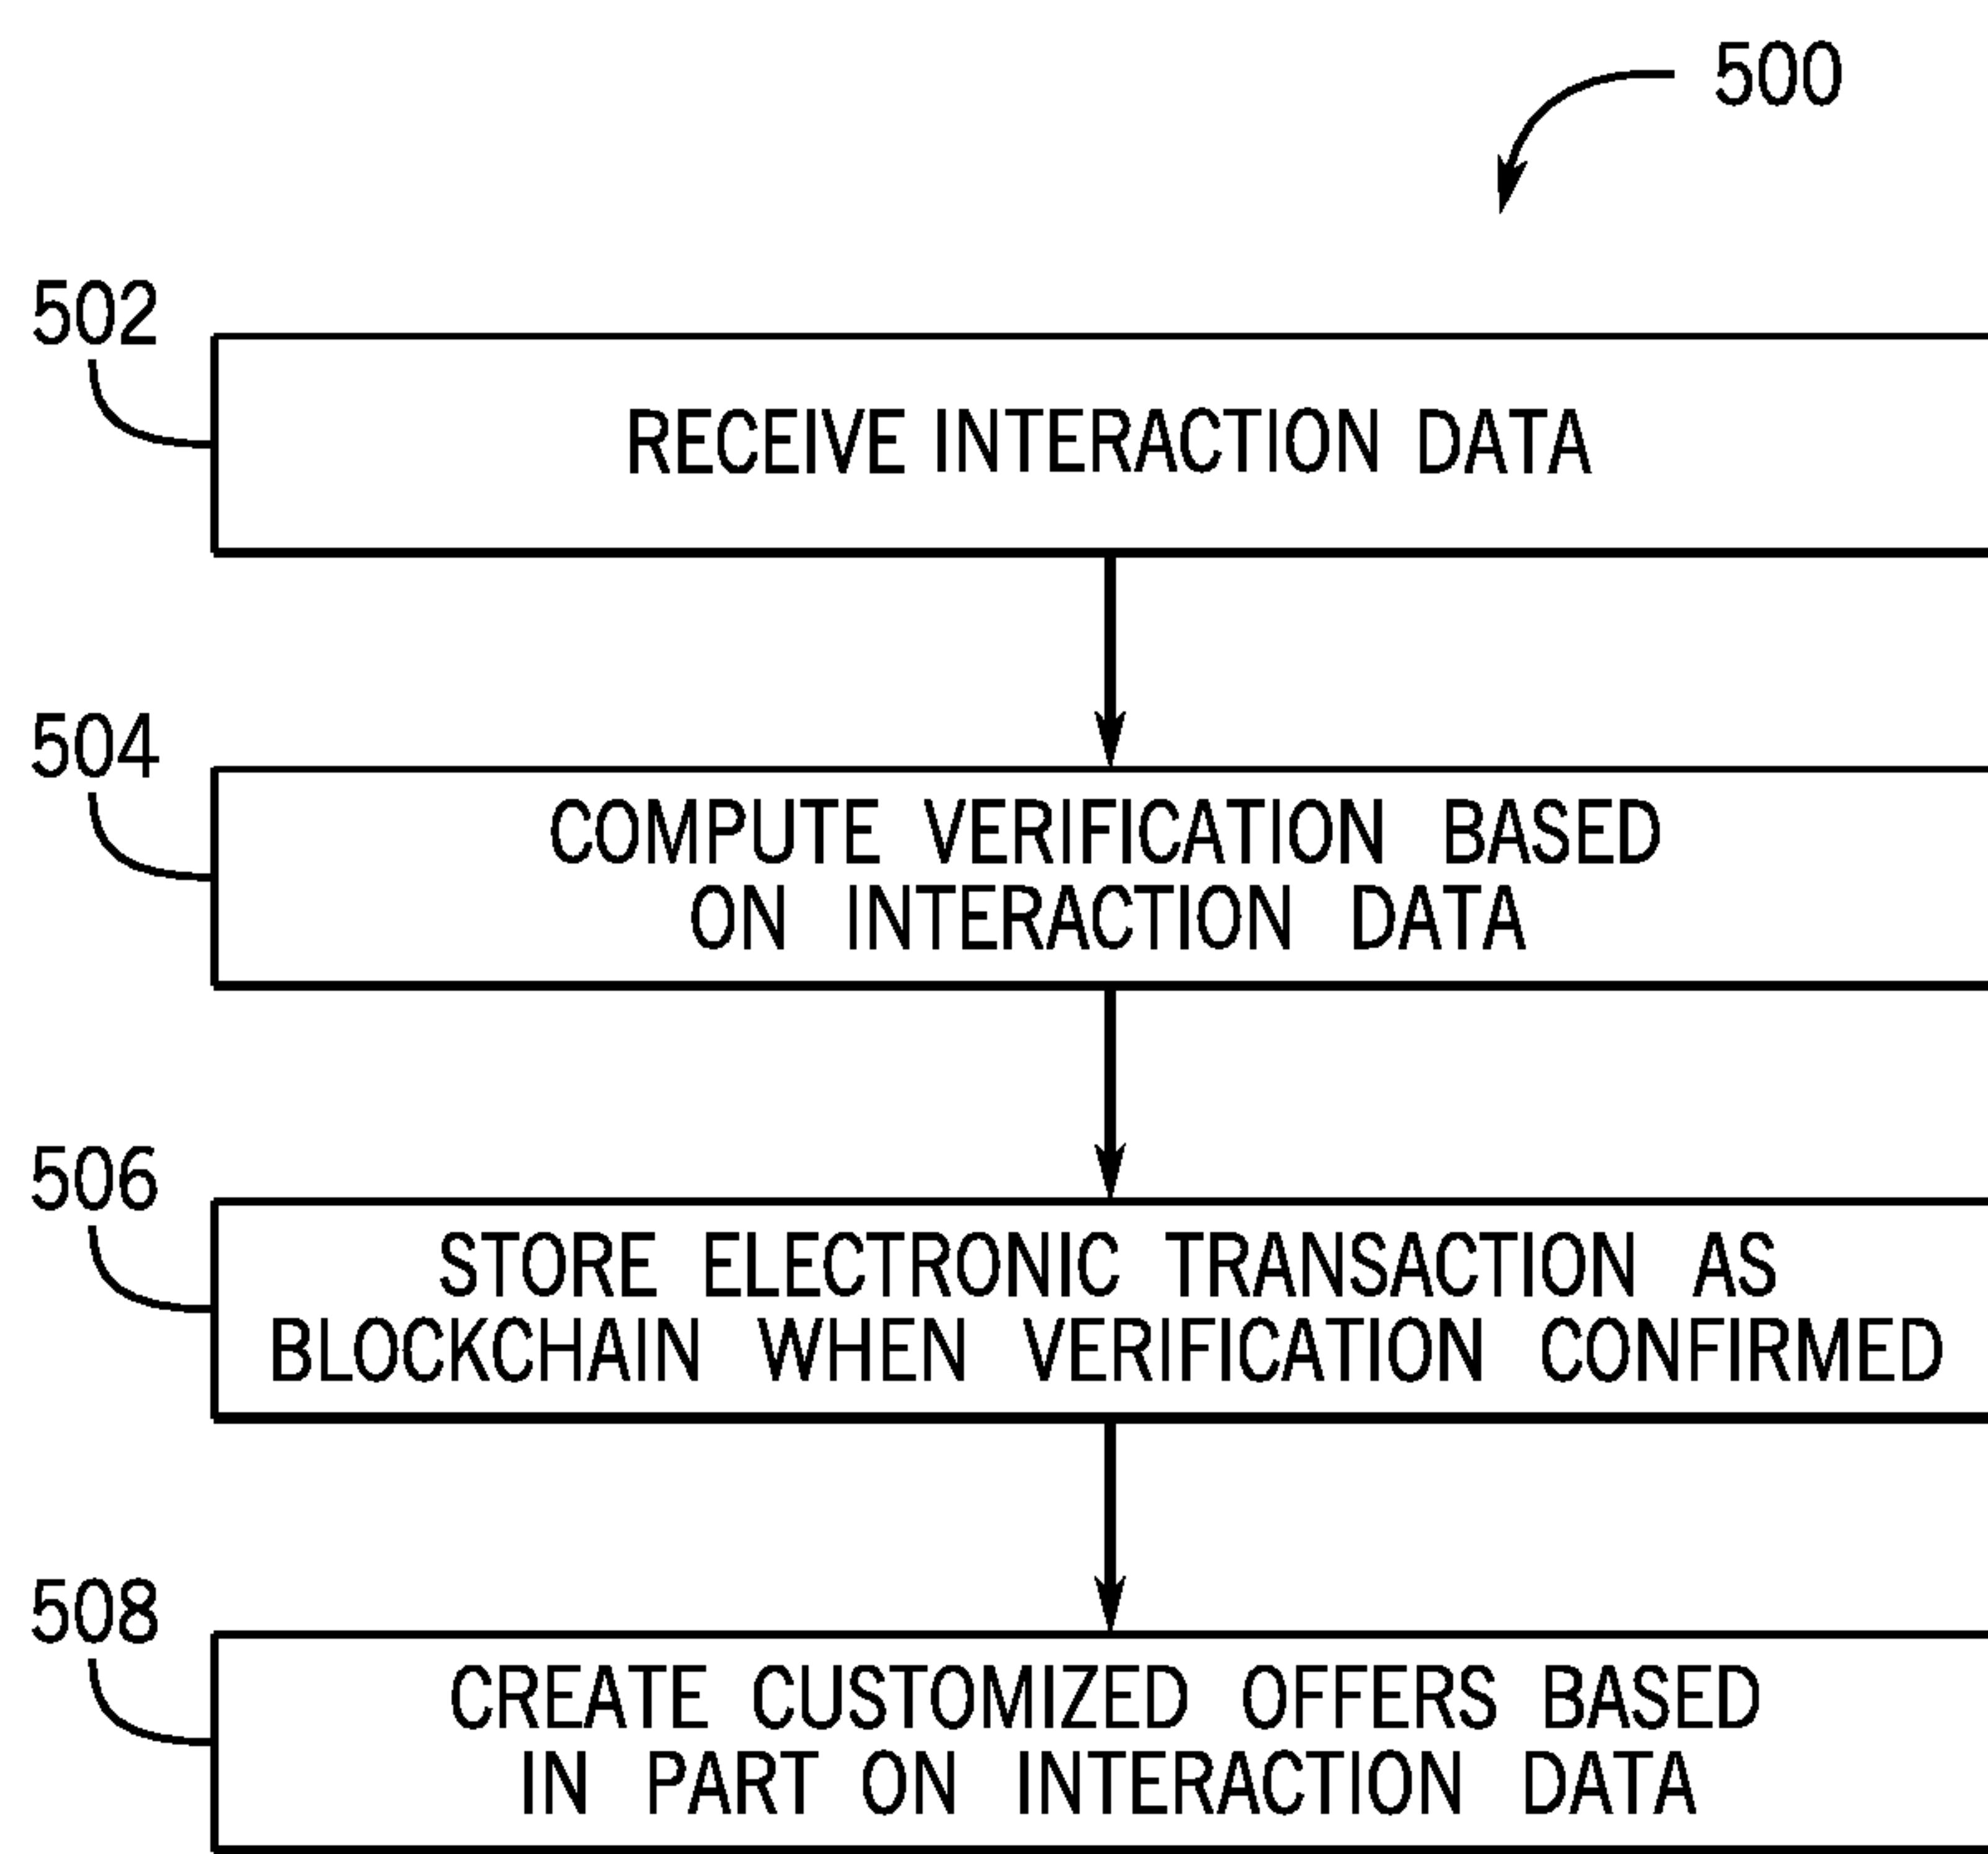 500
502
RECEIVE INTERACTION DATA
504
COMPUTE VERIFICATION BASED
ON INTERACTION DATA
506
STORE ELECTRONIC TRANSACTION AS
BLOCKCHAIN WHEN VERIFICATION CONFIRMED
508
CREATE CUSTOMIZED OFFERS BASED
IN PART ON INTERACTION DATA